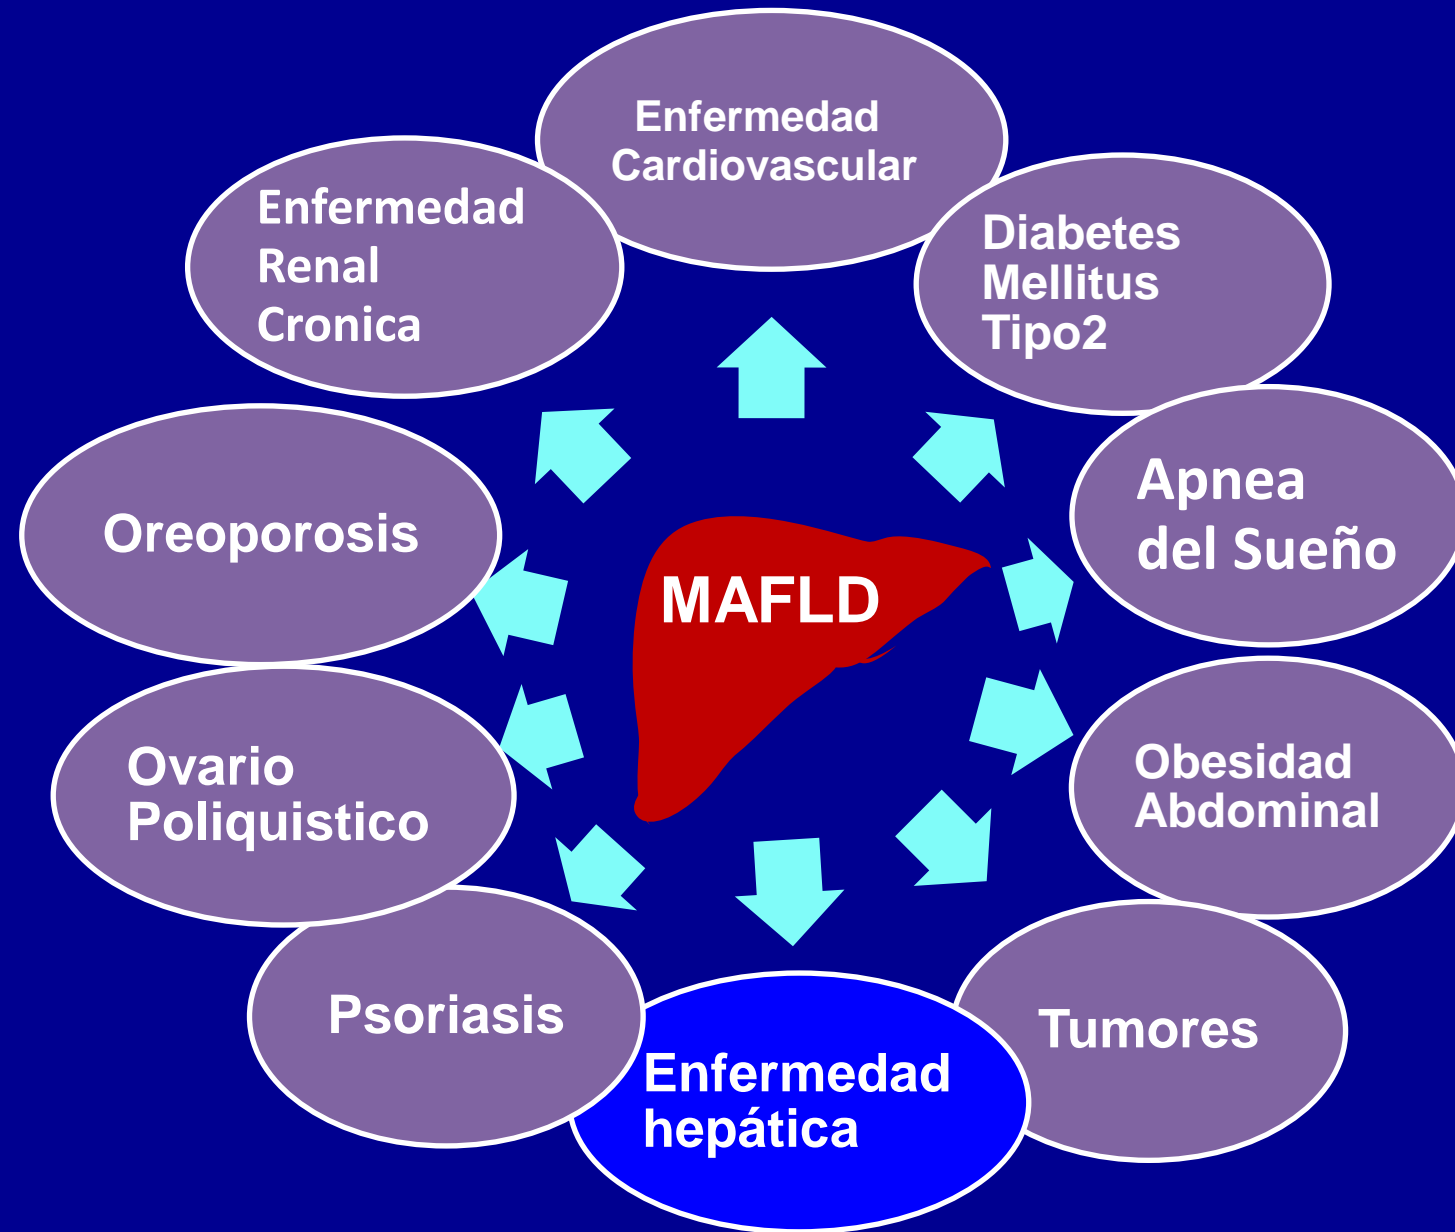 Enfermedad
Cardiovascular
Enfermedad
Renal
Cronica
Diabetes
Mellitus
Tipo2
Apnea
del Sueño
Oreoporosis
MAFLD
Ovario
Poliquistico
Obesidad
Abdominal
Psoriasis
Tumores
Enfermedad
hepática